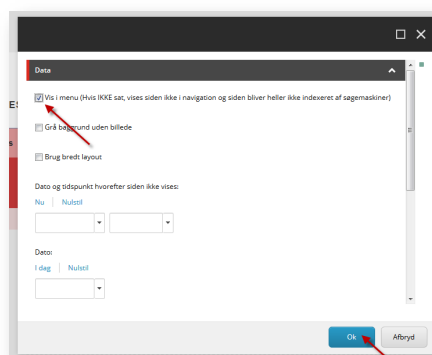 Data
Vis i menu (Hvis IKKE sat, vises siden ikke i navigation og siden bliver heller ikke indexeret af søgemaskiner)
Grå baggrund uden billede
Brug bredt layout
Dato og tidspunkt hvorefter siden ikke vises:
Nu Nulstil
Dato:
I dag Nulstil
Ok Afbryd